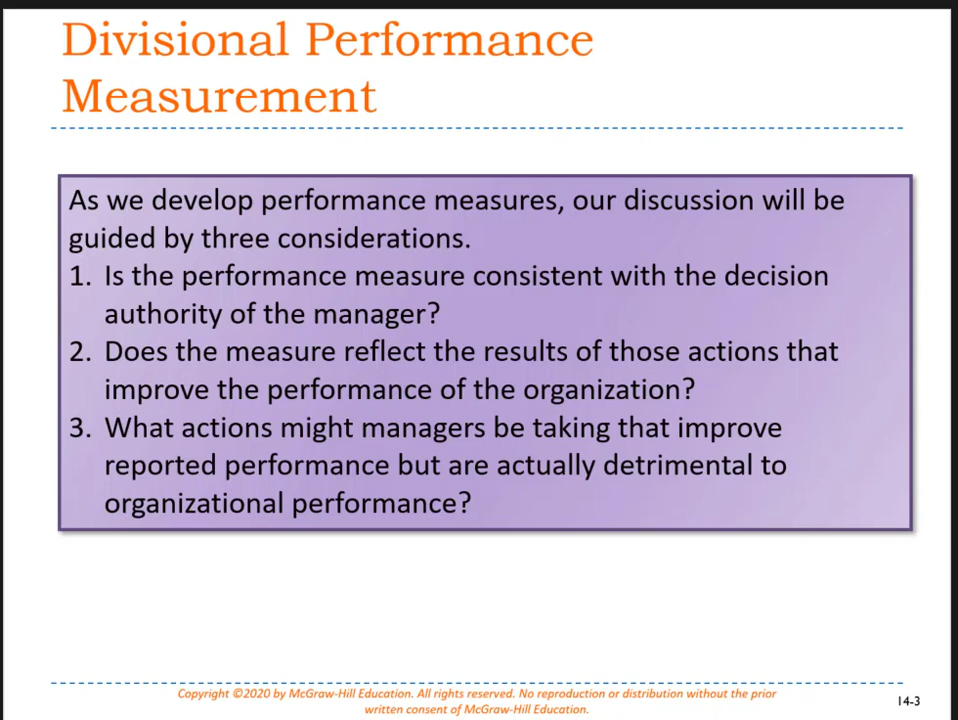 Divisional Performance
Measurement
As we develop performance measures, our discussion will be
guided by three considerations.
1. Is the performance measure consistent with the decision
authority of the manager?
2. Does the measure reflect the results of those actions that
improve the performance of the organization?
3. What actions might managers be taking that improve
reported performance but are actually detrimental to
organizational performance?
Copyright ©2020 by McGraw-Hill Education. All rights reserved. No reproduction or distribution without the prior
written consent of McGraw-Hill Education.
14-3